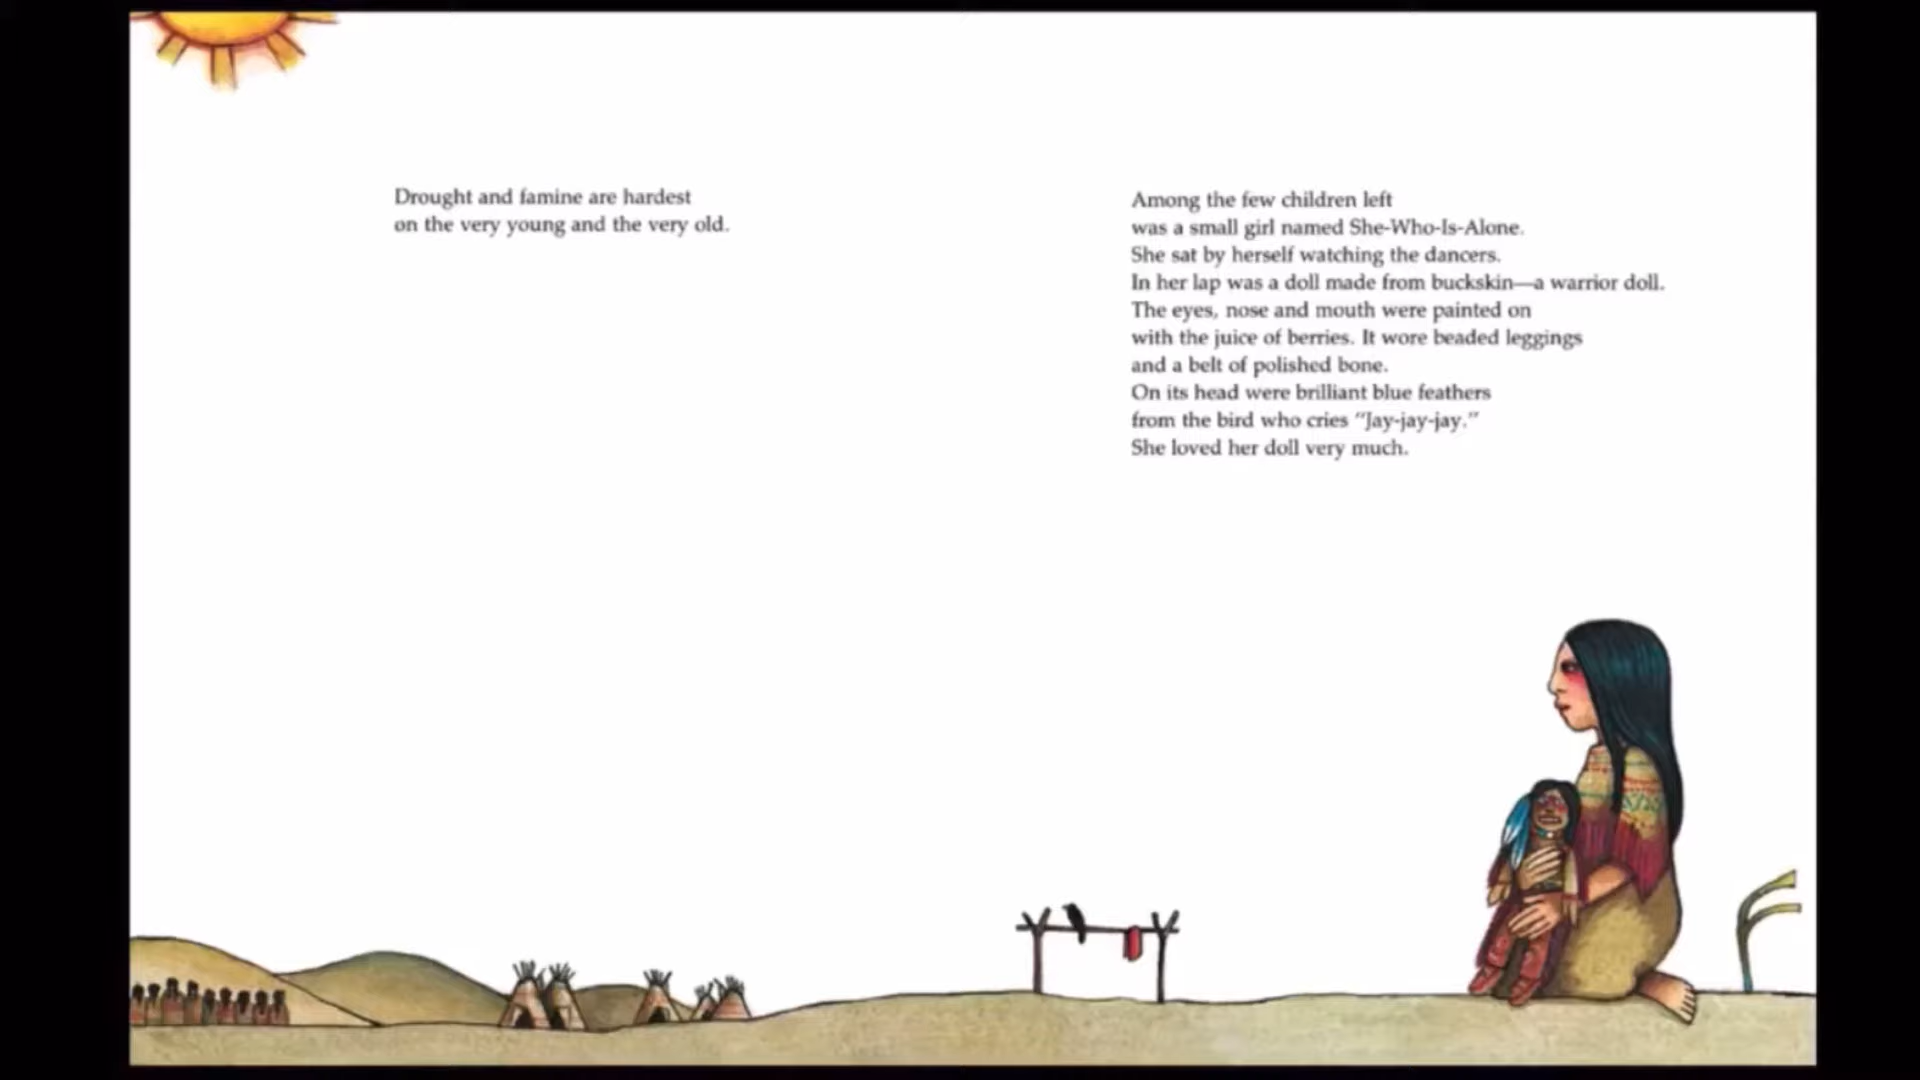 Drought and famine are hardest
on the very young and the very old.
Among the few children left
was a small girl named She-Who-Is-Alone.
She sat by herself watching the dancers.
In her lap was a doll made from buckskin—a warrior doll.
The eyes, nose and mouth were painted on
with the juice of berries. It wore beaded leggings
and a belt of polished bone.
On its head were brilliant blue feathers
from the bird who cries “Jay-jay-jay.”
She loved her doll very much.